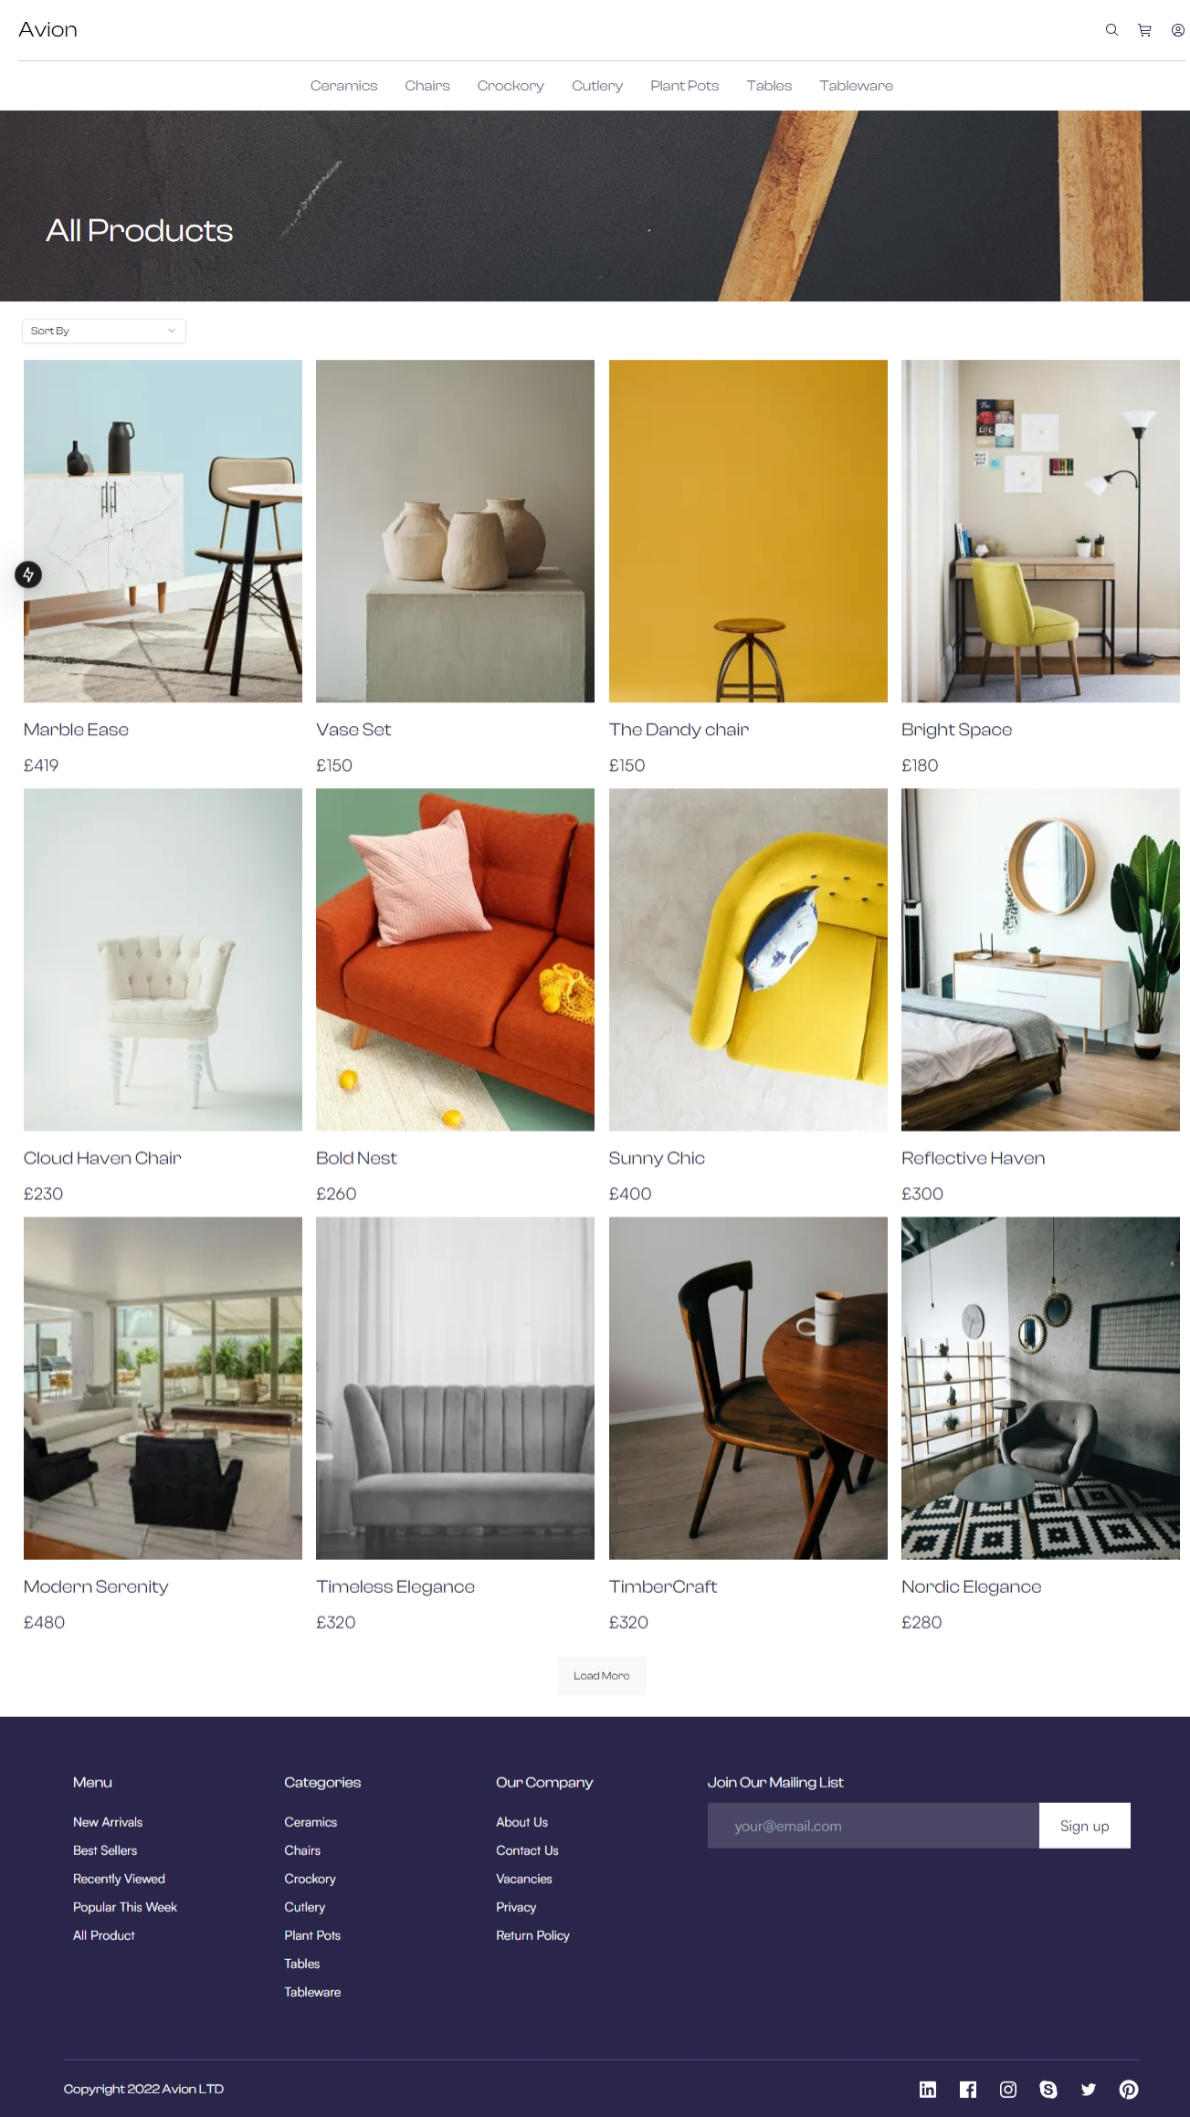 Avion
Ceramics Chairs Crockory Cutlery Plant Pots Tables Tableware
All Products
Sort By
Marble Ease Vase Set The Dandy chair Bright Space
£419 £150 £150 £180
Cloud Haven Chair Bold Nest Sunny Chic Reflective Haven
£230 £260 £400 £300
Modern Serenity Timeless Elegance TimberCraft Nordic Elegance
£480 £320 £320 £280
Load More
Menu
New Arrivals
Best Sellers
Recently Viewed
Popular This Week
All Product
Categories
Ceramics
Chairs
Crockory
Cutlery
Plant Pots
Tables
Tableware
Our Company
About Us
Contact Us
Vacancies
Privacy
Return Policy
Join Our Mailing List
your@email.com Sign up
Copyright 2022 Avion LTD